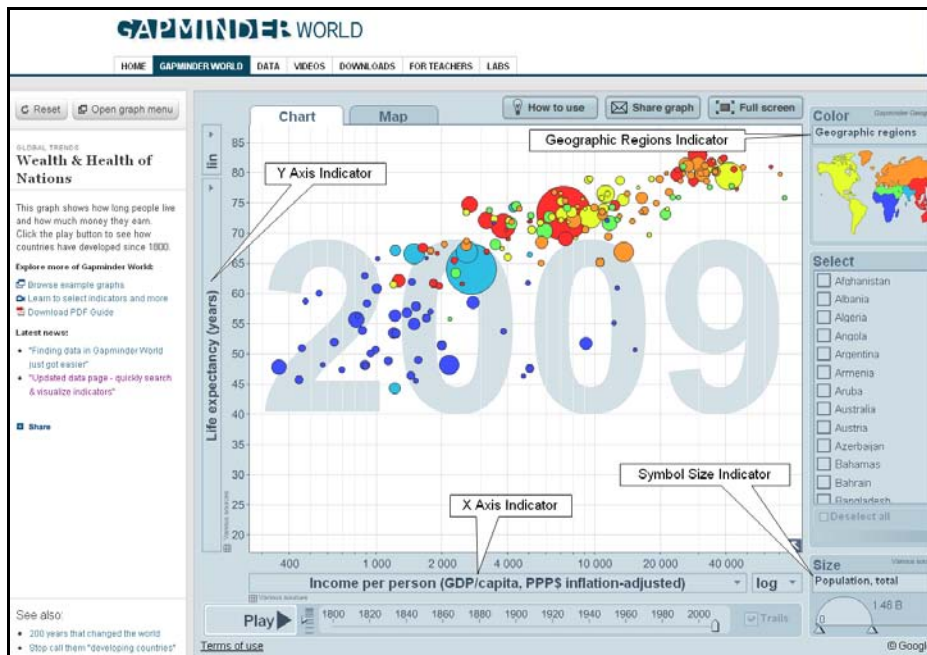 GAPMINDER WORLD
HOME GAPMINDER WORLD DATA VIDEOS DOWNLOADS FOR TEACHERS LABS
Reset Open graph menu
GLOBAL TRENDS
Wealth & Health of
Nations
This graph shows how long people live
and how much money they earn.
Click the play button to see how
countries have developed since 1800.
Explore more of Gapminder World:
Browse example graphs
Learn to select indicators and more
Download PDF Guide
Latest news:
"Finding data in Gapminder World
just got easier"
"Updated data page - quickly search
& visualize indicators"
Share
See also:
200 years that changed the world
Stop call them "developing countries"
Chart Map
How to use Share graph Full screen
Geographic Regions Indicator
Y Axis Indicator
lin
Life expectancy (years)
85
80
75
70
65
60
55
50
45
40
35
30
25
20
2009
Symbol Size Indicator
X Axis Indicator
400 1 000 2 000 4 000 10 000 20 000 40 000
Income per person (GDP/capita, PPP$ inflation-adjusted) log
Various sources
Play 1800 1820 1840 1860 1880 1900 1920 1940 1960 1980 2000 Trails
Terms of use
Color
Geographic regions
Select
Afghanistan
Albania
Algeria
Angola
Argentina
Armenia
Aruba
Australia
Austria
Azerbaijan
Bahamas
Bahrain
Bangladesh
Deselect all
Size
Population, total
0 1.46 B
© Google